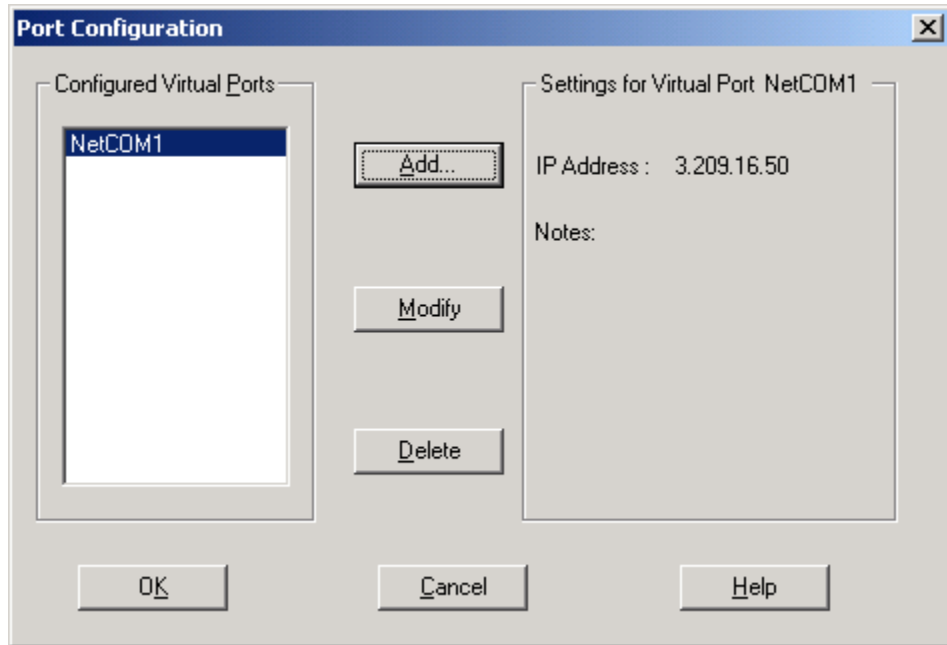 Port Configuration
Configured Virtual Ports
Settings for Virtual Port NetCOM1
NetCOM1
Add...
IP Address : 3.209.16.50
Notes:
Modify
Delete
OK
Cancel
Help